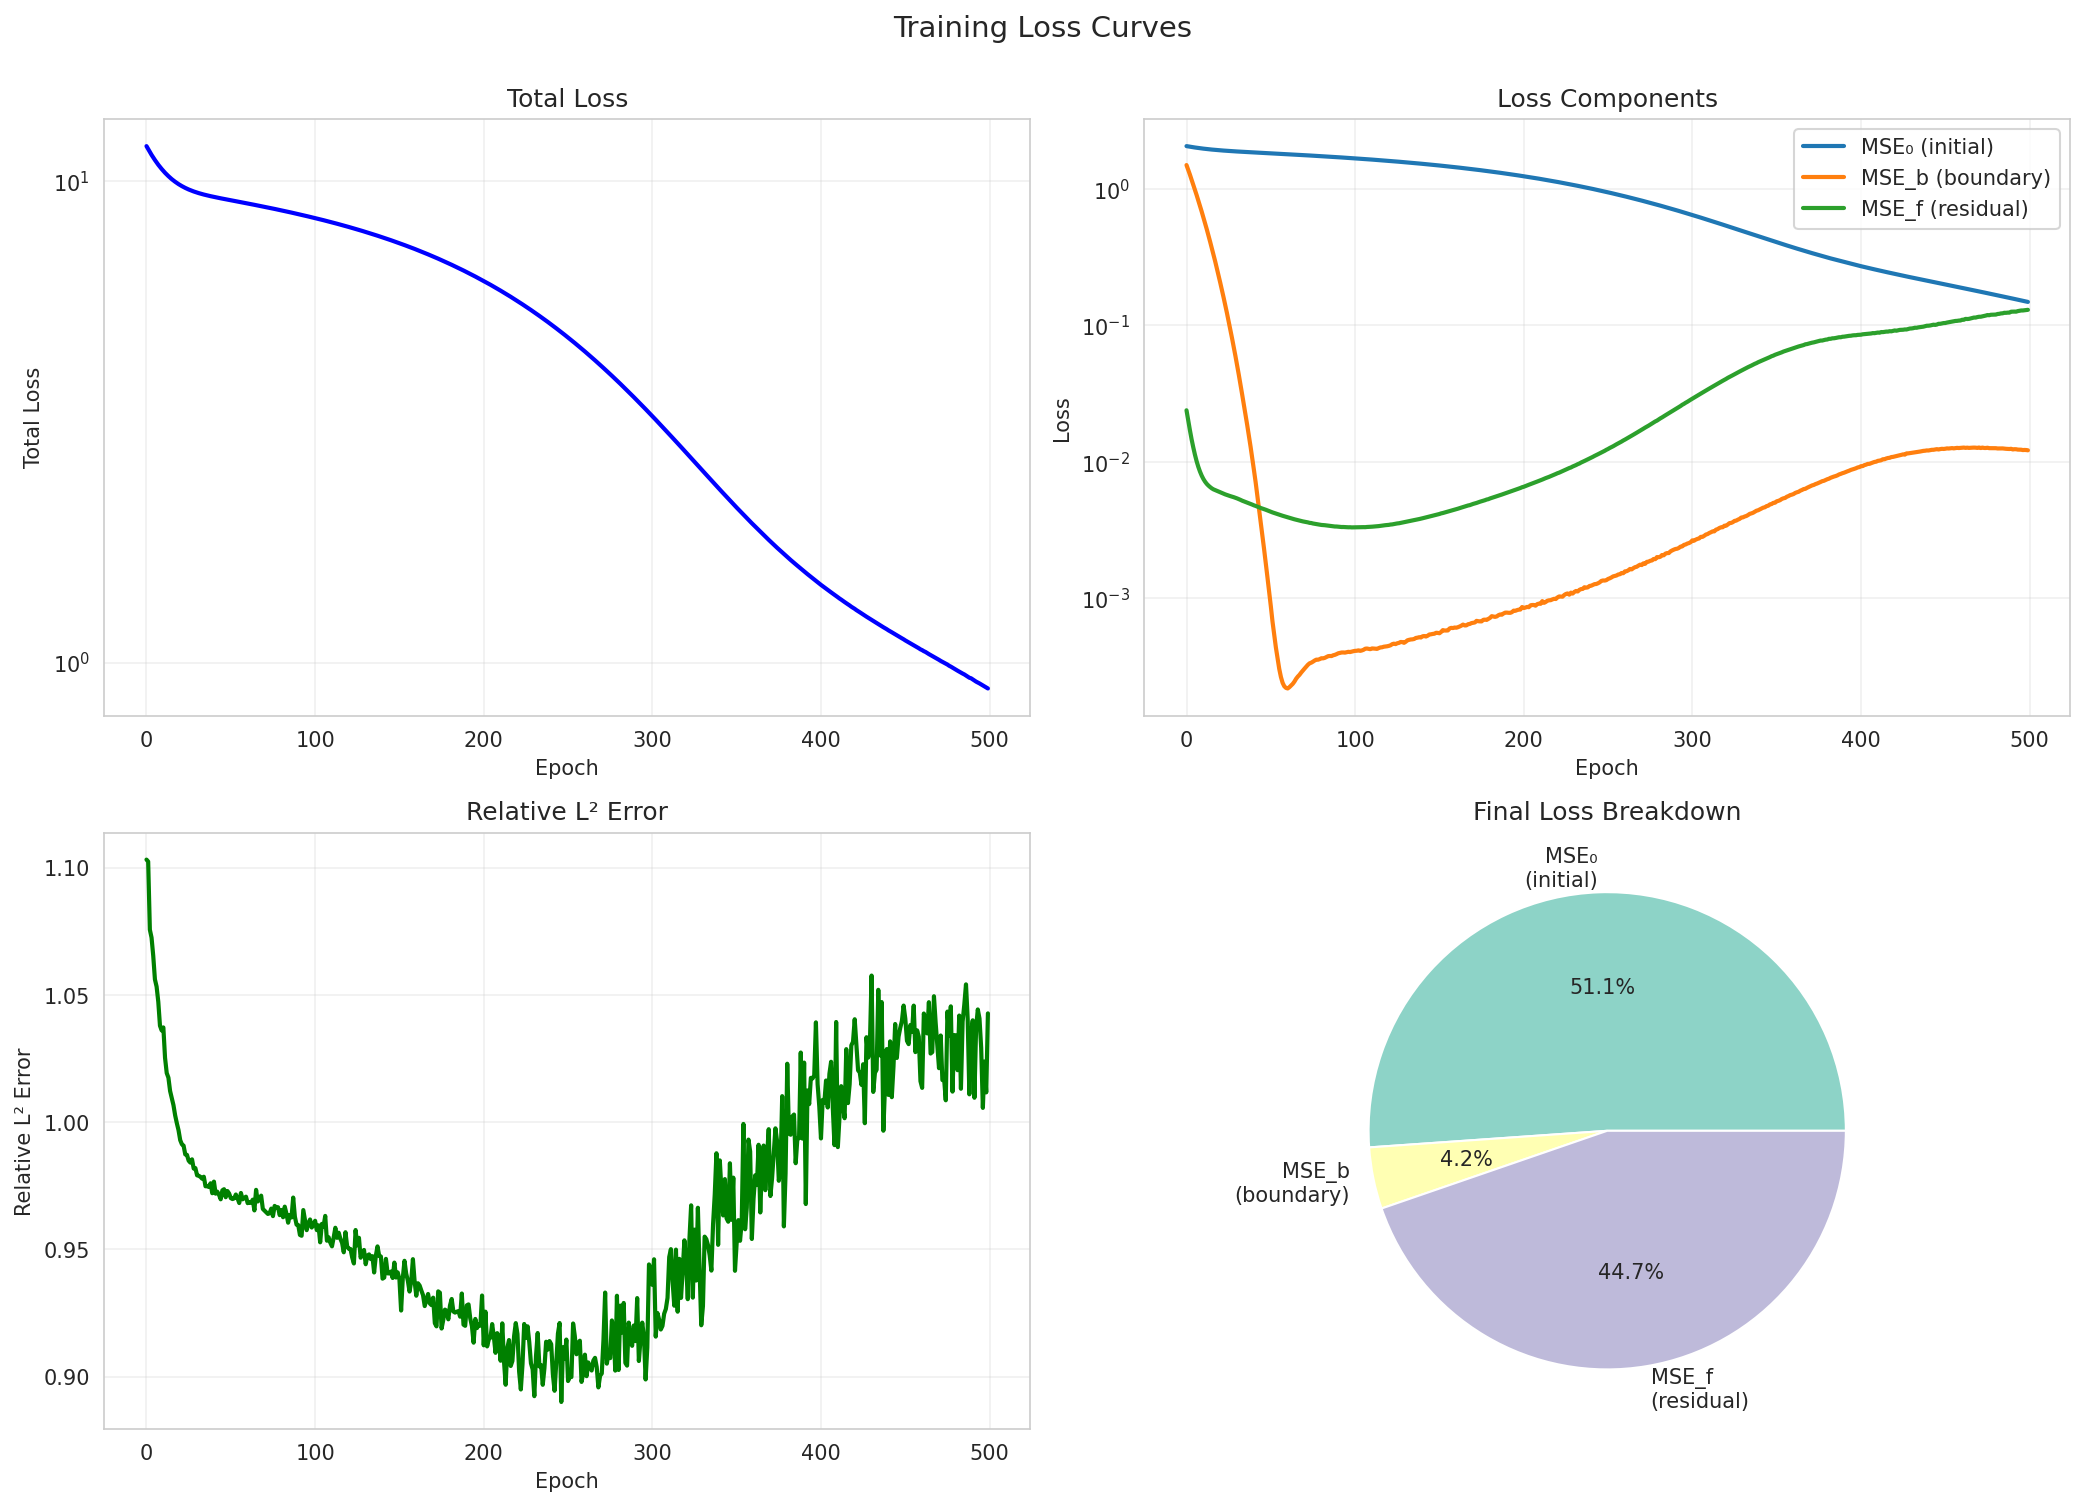 Training Loss Curves
Total Loss
10¹
10⁰
Total Loss
0 100 200 300 400 500
Epoch
Loss Components
MSE₀ (initial)
MSE_b (boundary)
MSE_f (residual)
10⁰
10⁻¹
10⁻²
10⁻³
Loss
0 100 200 300 400 500
Epoch
Relative L² Error
1.10
1.05
1.00
0.95
0.90
Relative L² Error
0 100 200 300 400 500
Epoch
Final Loss Breakdown
MSE₀
(initial)
51.1%
MSE_b
(boundary)
4.2%
44.7%
MSE_f
(residual)